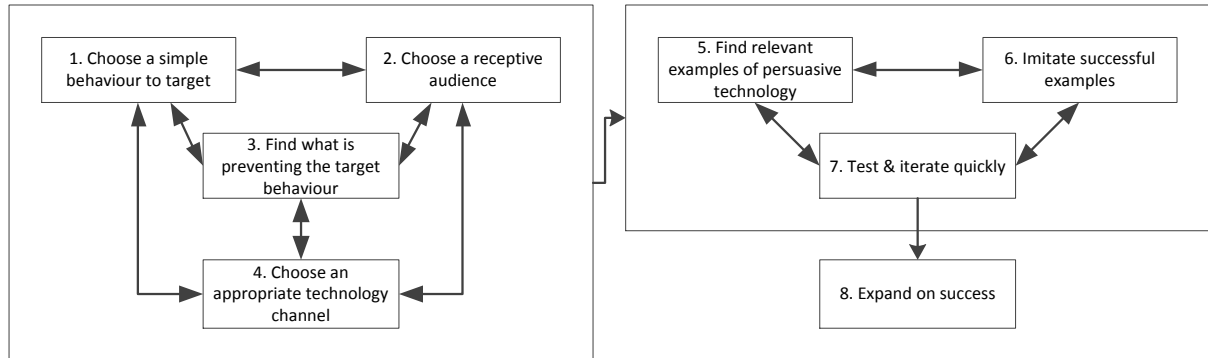 1. Choose a simple
behaviour to target
2. Choose a receptive
audience
3. Find what is
preventing the target
behaviour
4. Choose an
appropriate technology
channel
5. Find relevant
examples of persuasive
technology
6. Imitate successful
examples
7. Test & iterate quickly
8. Expand on success